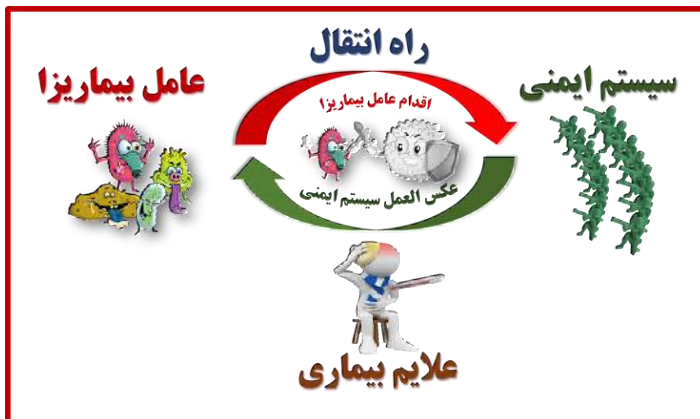 راه انتقال
عامل بیماریزا
سیستم ایمنی
اقدام عامل بیماریزا
عکس العمل سیستم ایمنی
علایم بیماری